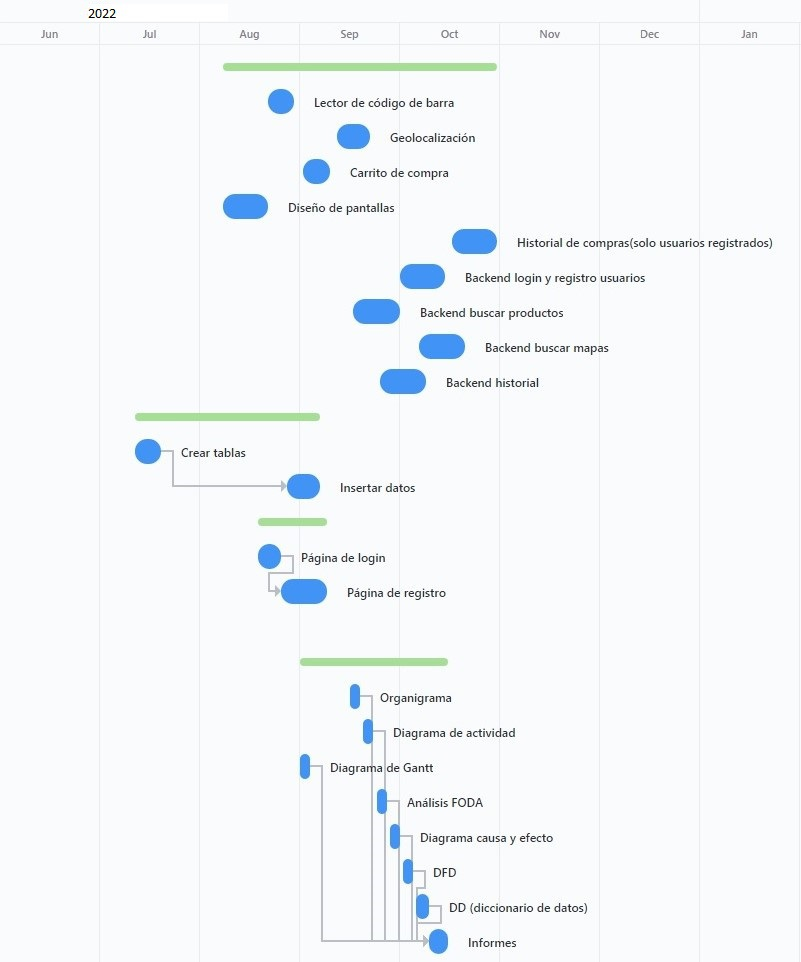 2022
Jun Jul Aug Sep Oct Nov Dec Jan
Lector de código de barra
Geolocalización
Carrito de compra
Diseño de pantallas
Historial de compras(solo usuarios registrados)
Backend login y registro usuarios
Backend buscar productos
Backend buscar mapas
Backend historial
Crear tablas
Insertar datos
Página de login
Página de registro
Organigrama
Diagrama de actividad
Diagrama de Gantt
Análisis FODA
Diagrama causa y efecto
DFD
DD (diccionario de datos)
Informes